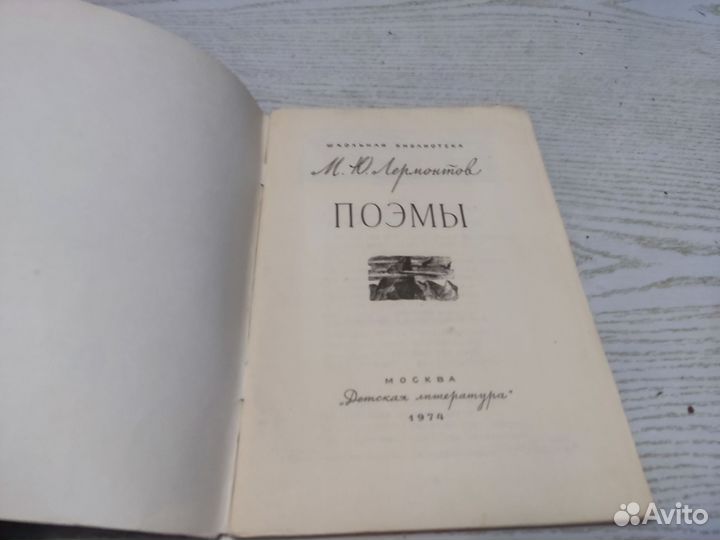 ШКОЛЬНАЯ БИБЛИОТЕКА
М. Ю. Лермонтов
ПОЭМЫ
МОСКВА
„Детская литература"
1974
Avito